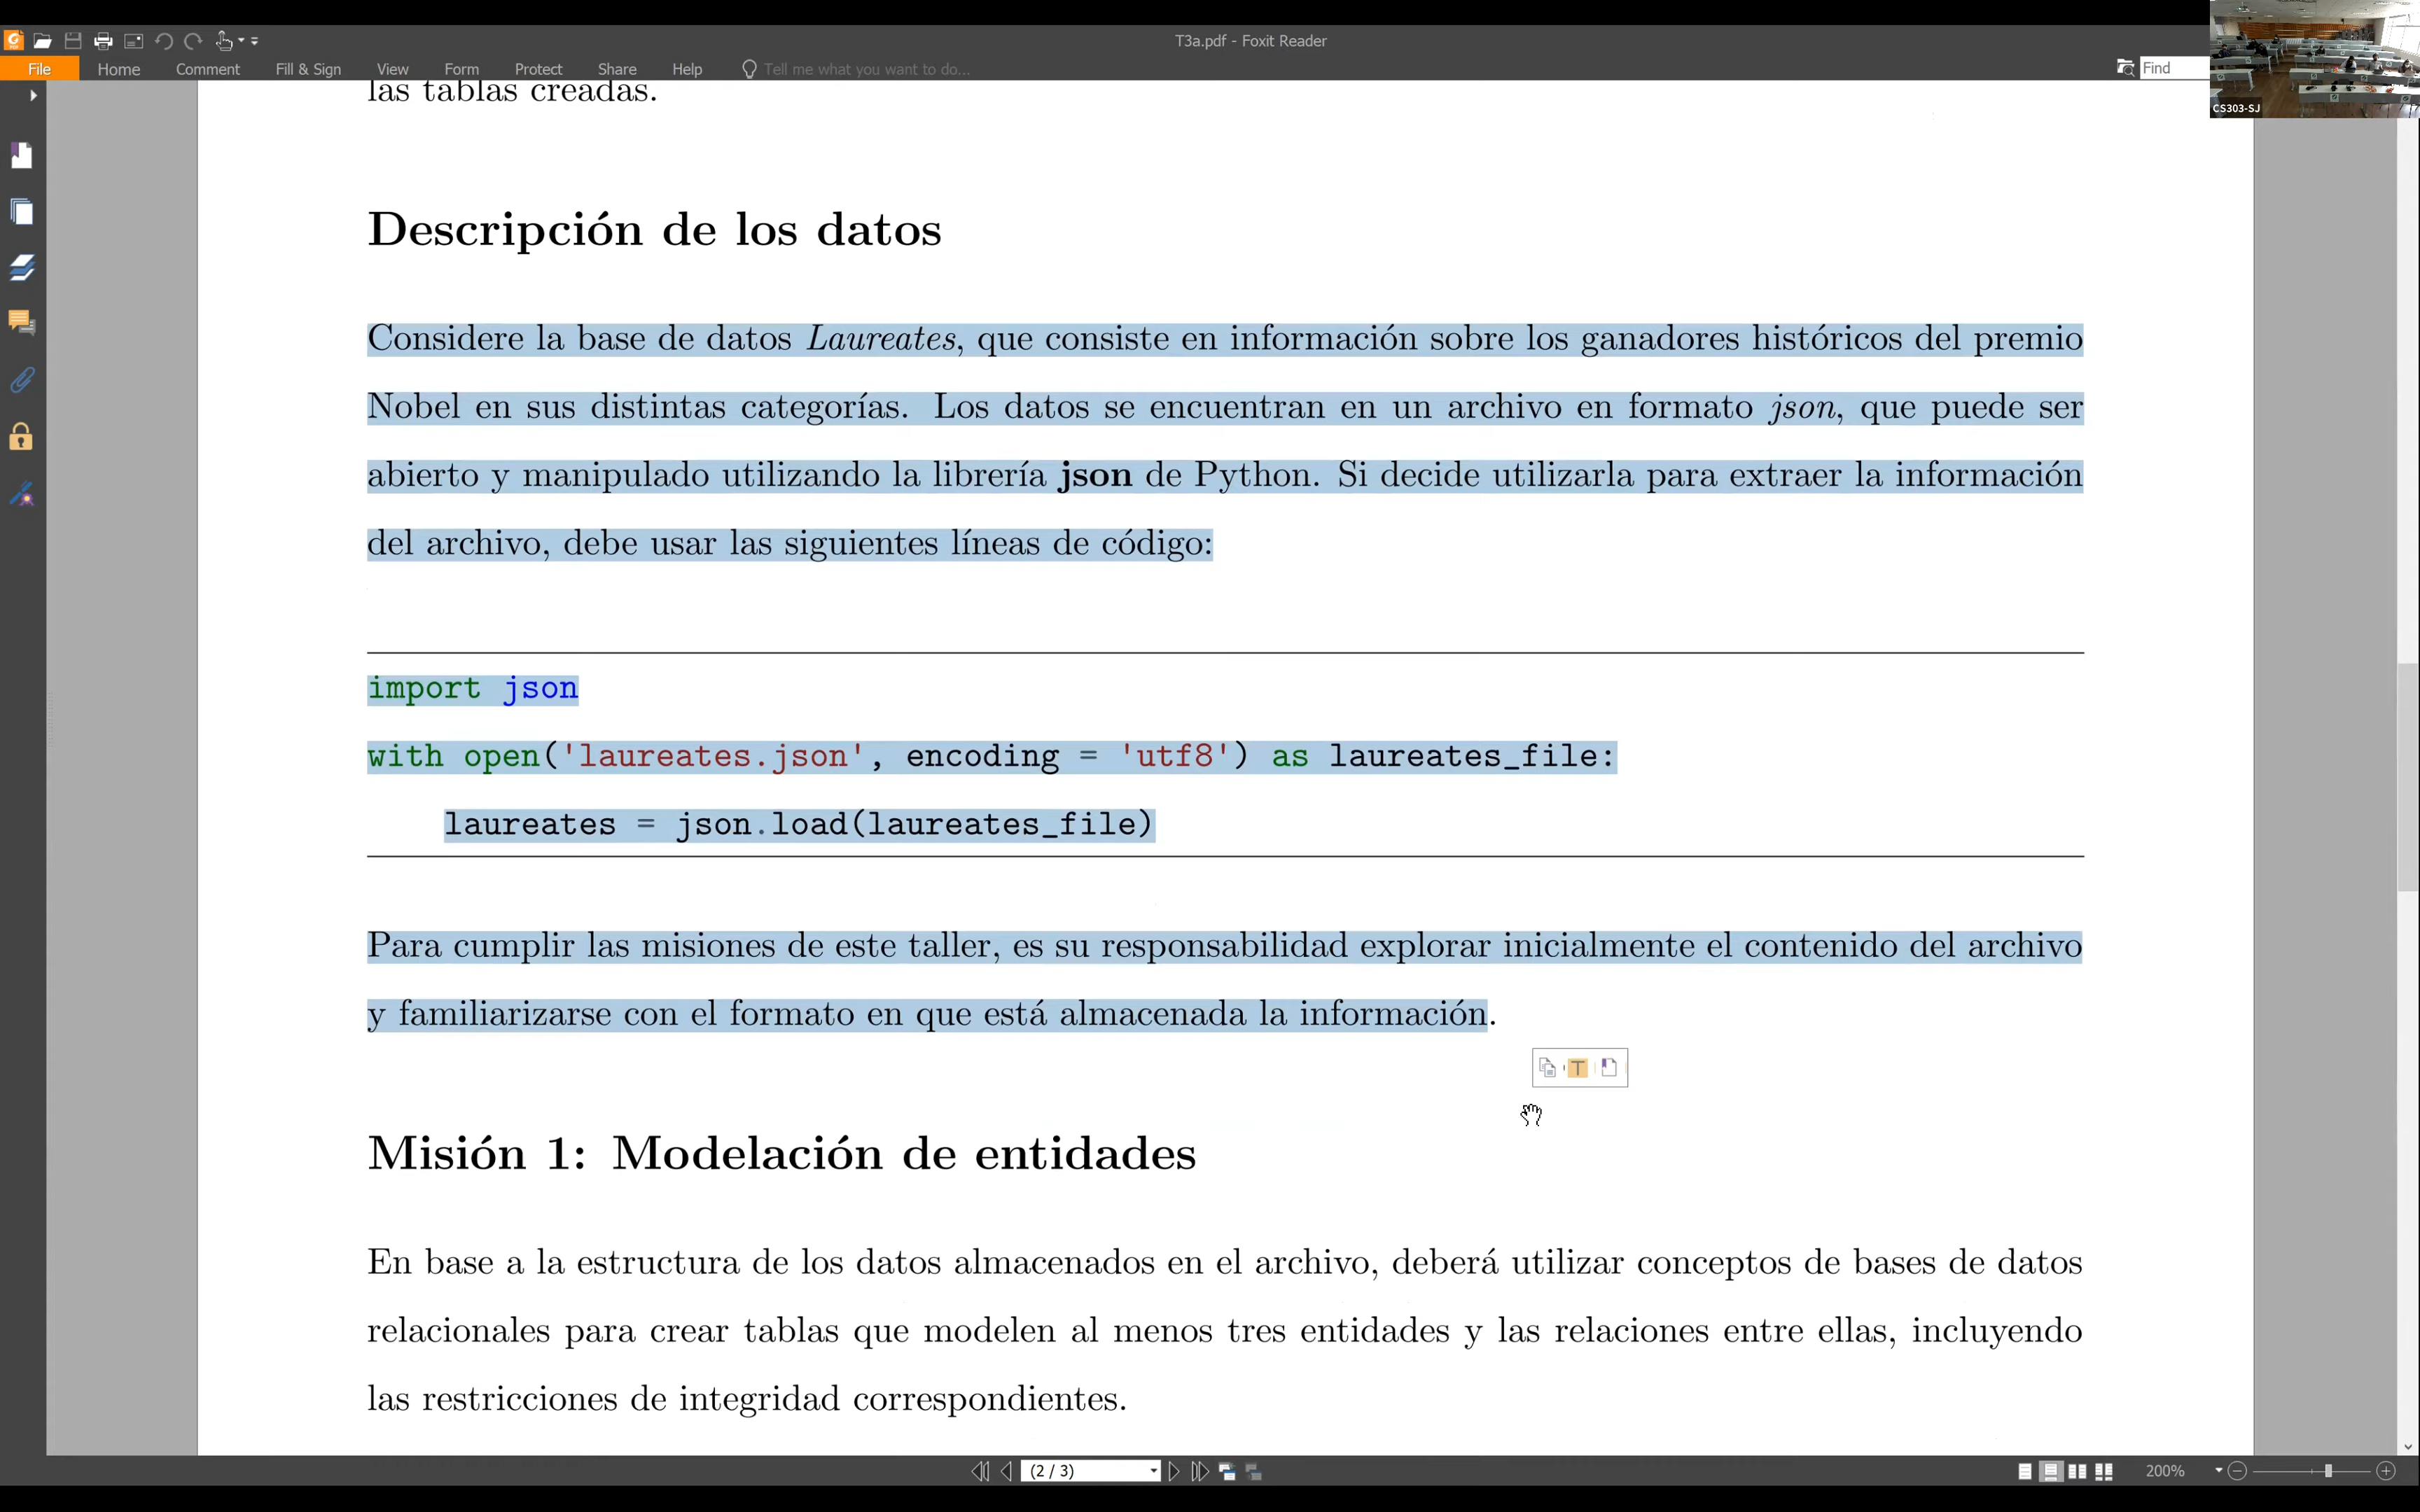 T3a.pdf - Foxit Reader
File Home Comment Fill & Sign View Form Protect Share Help Tell me what you want to do...
Find
CS303-SJ
las tablas creadas.
Descripción de los datos
Considere la base de datos Laureates, que consiste en información sobre los ganadores históricos del premio
Nobel en sus distintas categorías. Los datos se encuentran en un archivo en formato json, que puede ser
abierto y manipulado utilizando la librería json de Python. Si decide utilizarla para extraer la información
del archivo, debe usar las siguientes líneas de código:
import json
with open('laureates.json', encoding = 'utf8') as laureates_file:
laureates = json.load(laureates_file)
Para cumplir las misiones de este taller, es su responsabilidad explorar inicialmente el contenido del archivo
y familiarizarse con el formato en que está almacenada la información.
T
Misión 1: Modelación de entidades
En base a la estructura de los datos almacenados en el archivo, deberá utilizar conceptos de bases de datos
relacionales para crear tablas que modelen al menos tres entidades y las relaciones entre ellas, incluyendo
las restricciones de integridad correspondientes.
(2 / 3)
200%